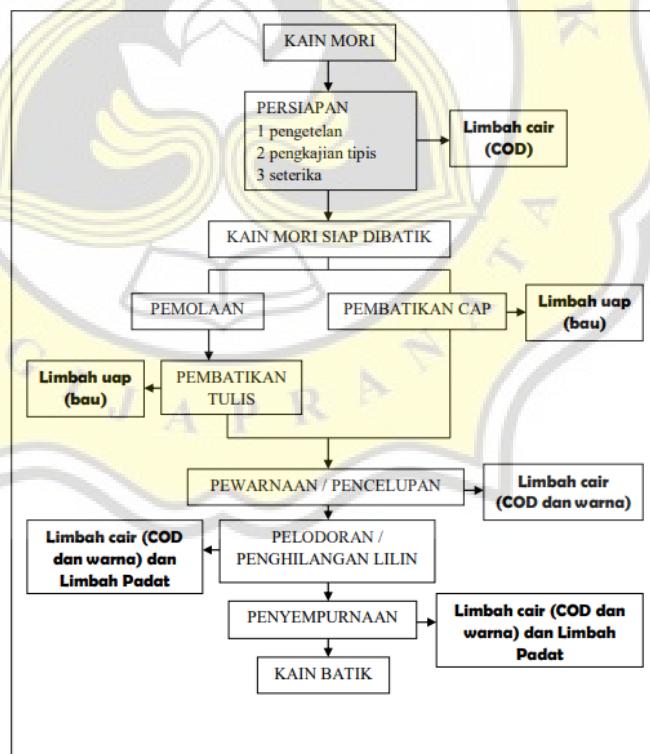 KAIN MORI
PERSIAPAN
1 pengetelan
2 pengkajian tipis
3 seterika
Limbah cair
(COD)
KAIN MORI SIAP DIBATIK
PEMOLAAN
PEMBATIKAN CAP
Limbah uap
(bau)
Limbah uap
(bau)
PEMBATIKAN
TULIS
PEWARNAAN / PENCELUPAN
Limbah cair
(COD dan warna)
Limbah cair (COD
dan warna) dan
Limbah Padat
PELODORAN /
PENGHILANGAN LILIN
PENYEMPURNAAN
Limbah cair (COD dan
warna) dan Limbah
Padat
KAIN BATIK
GIJAPRANATA K